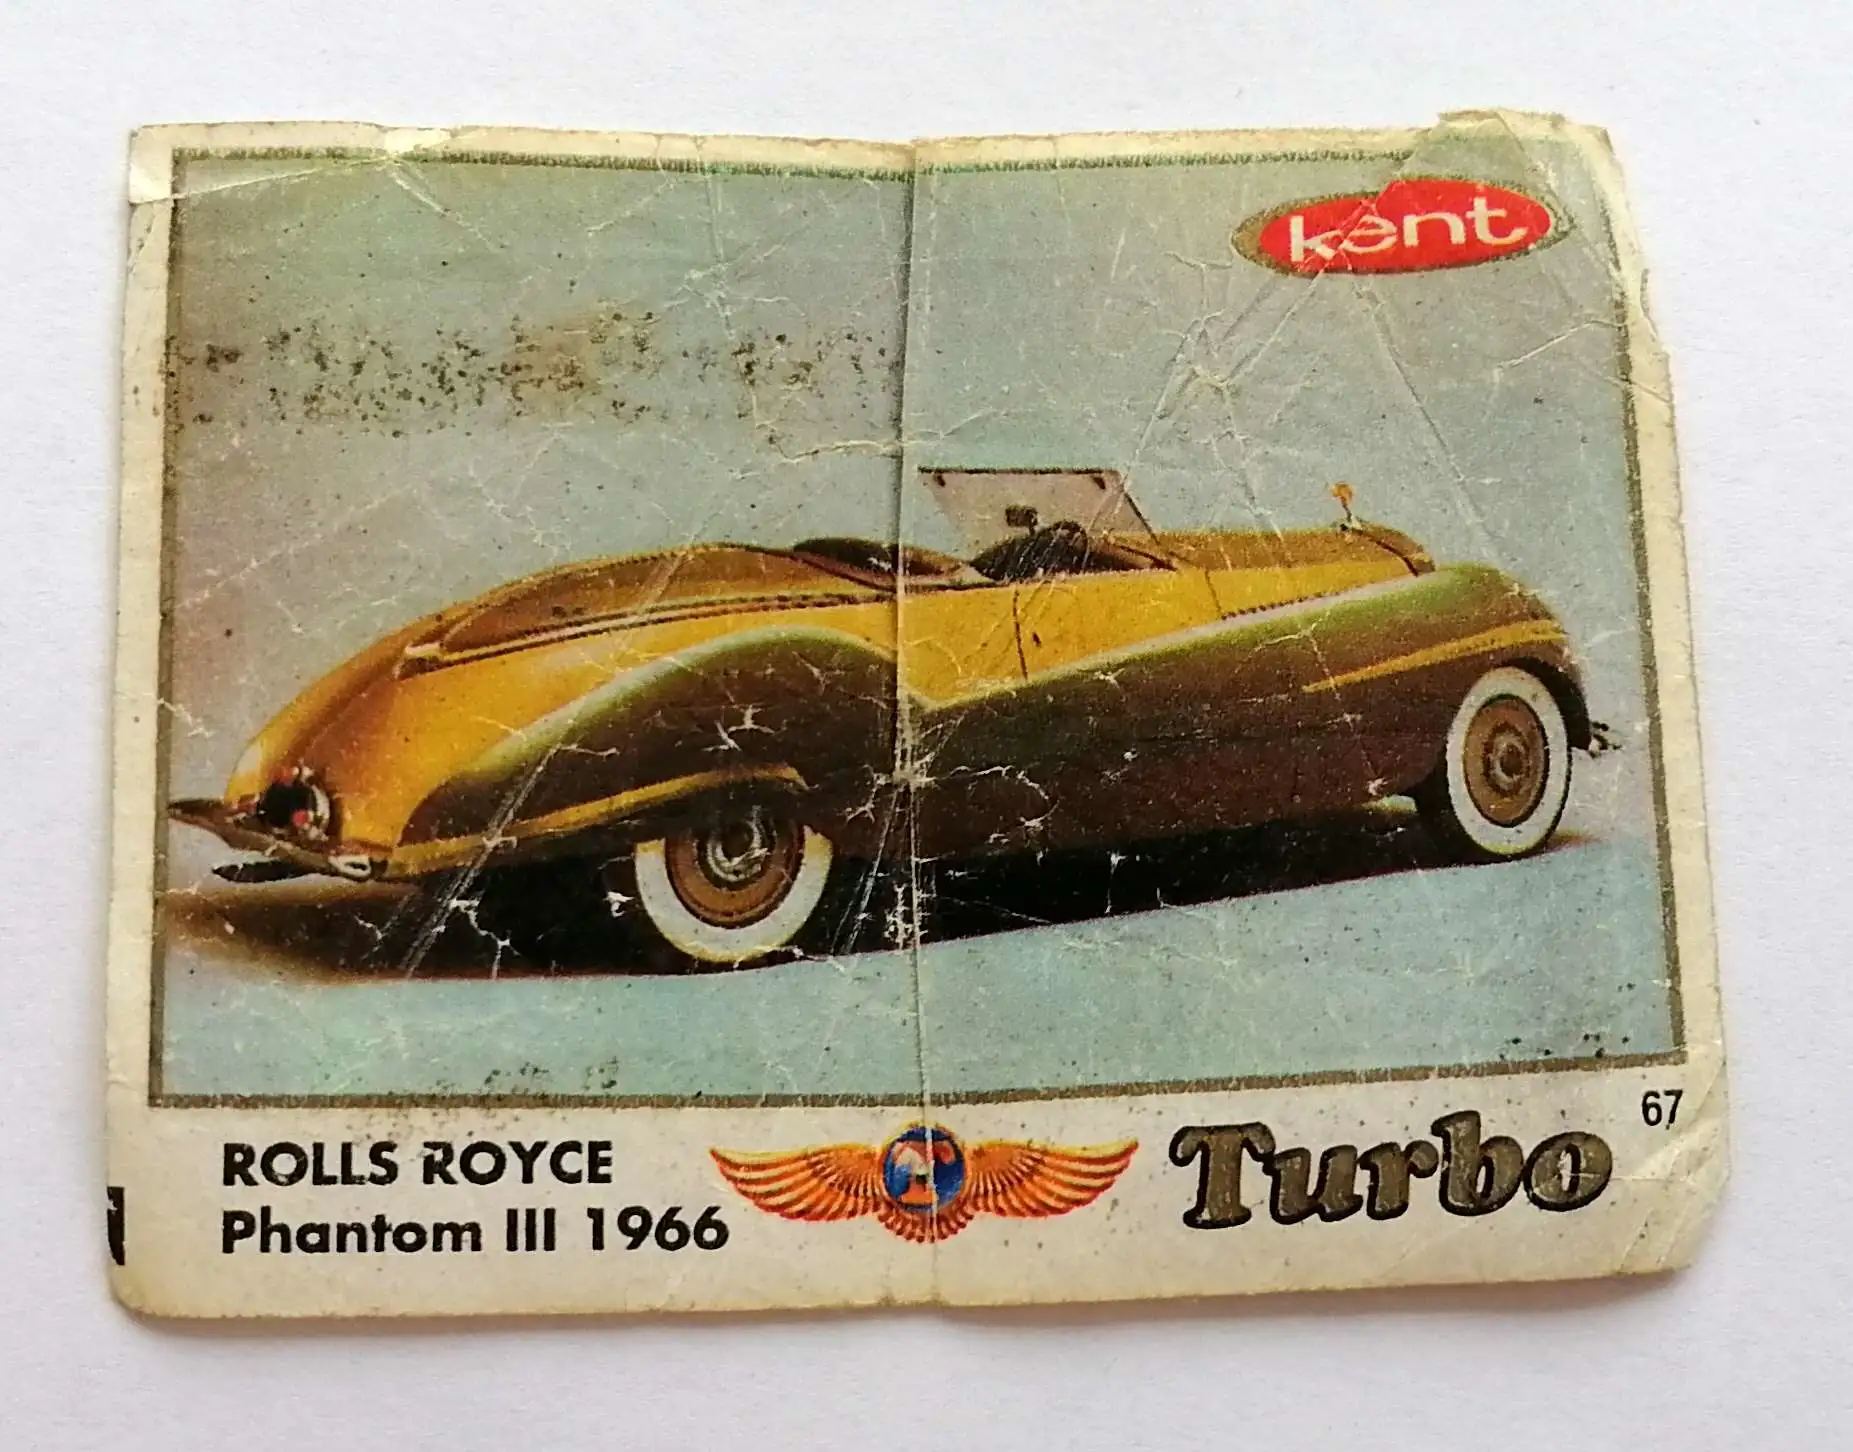 kent
67
ROLLS ROYCE
Phantom III 1966
T
Turbo